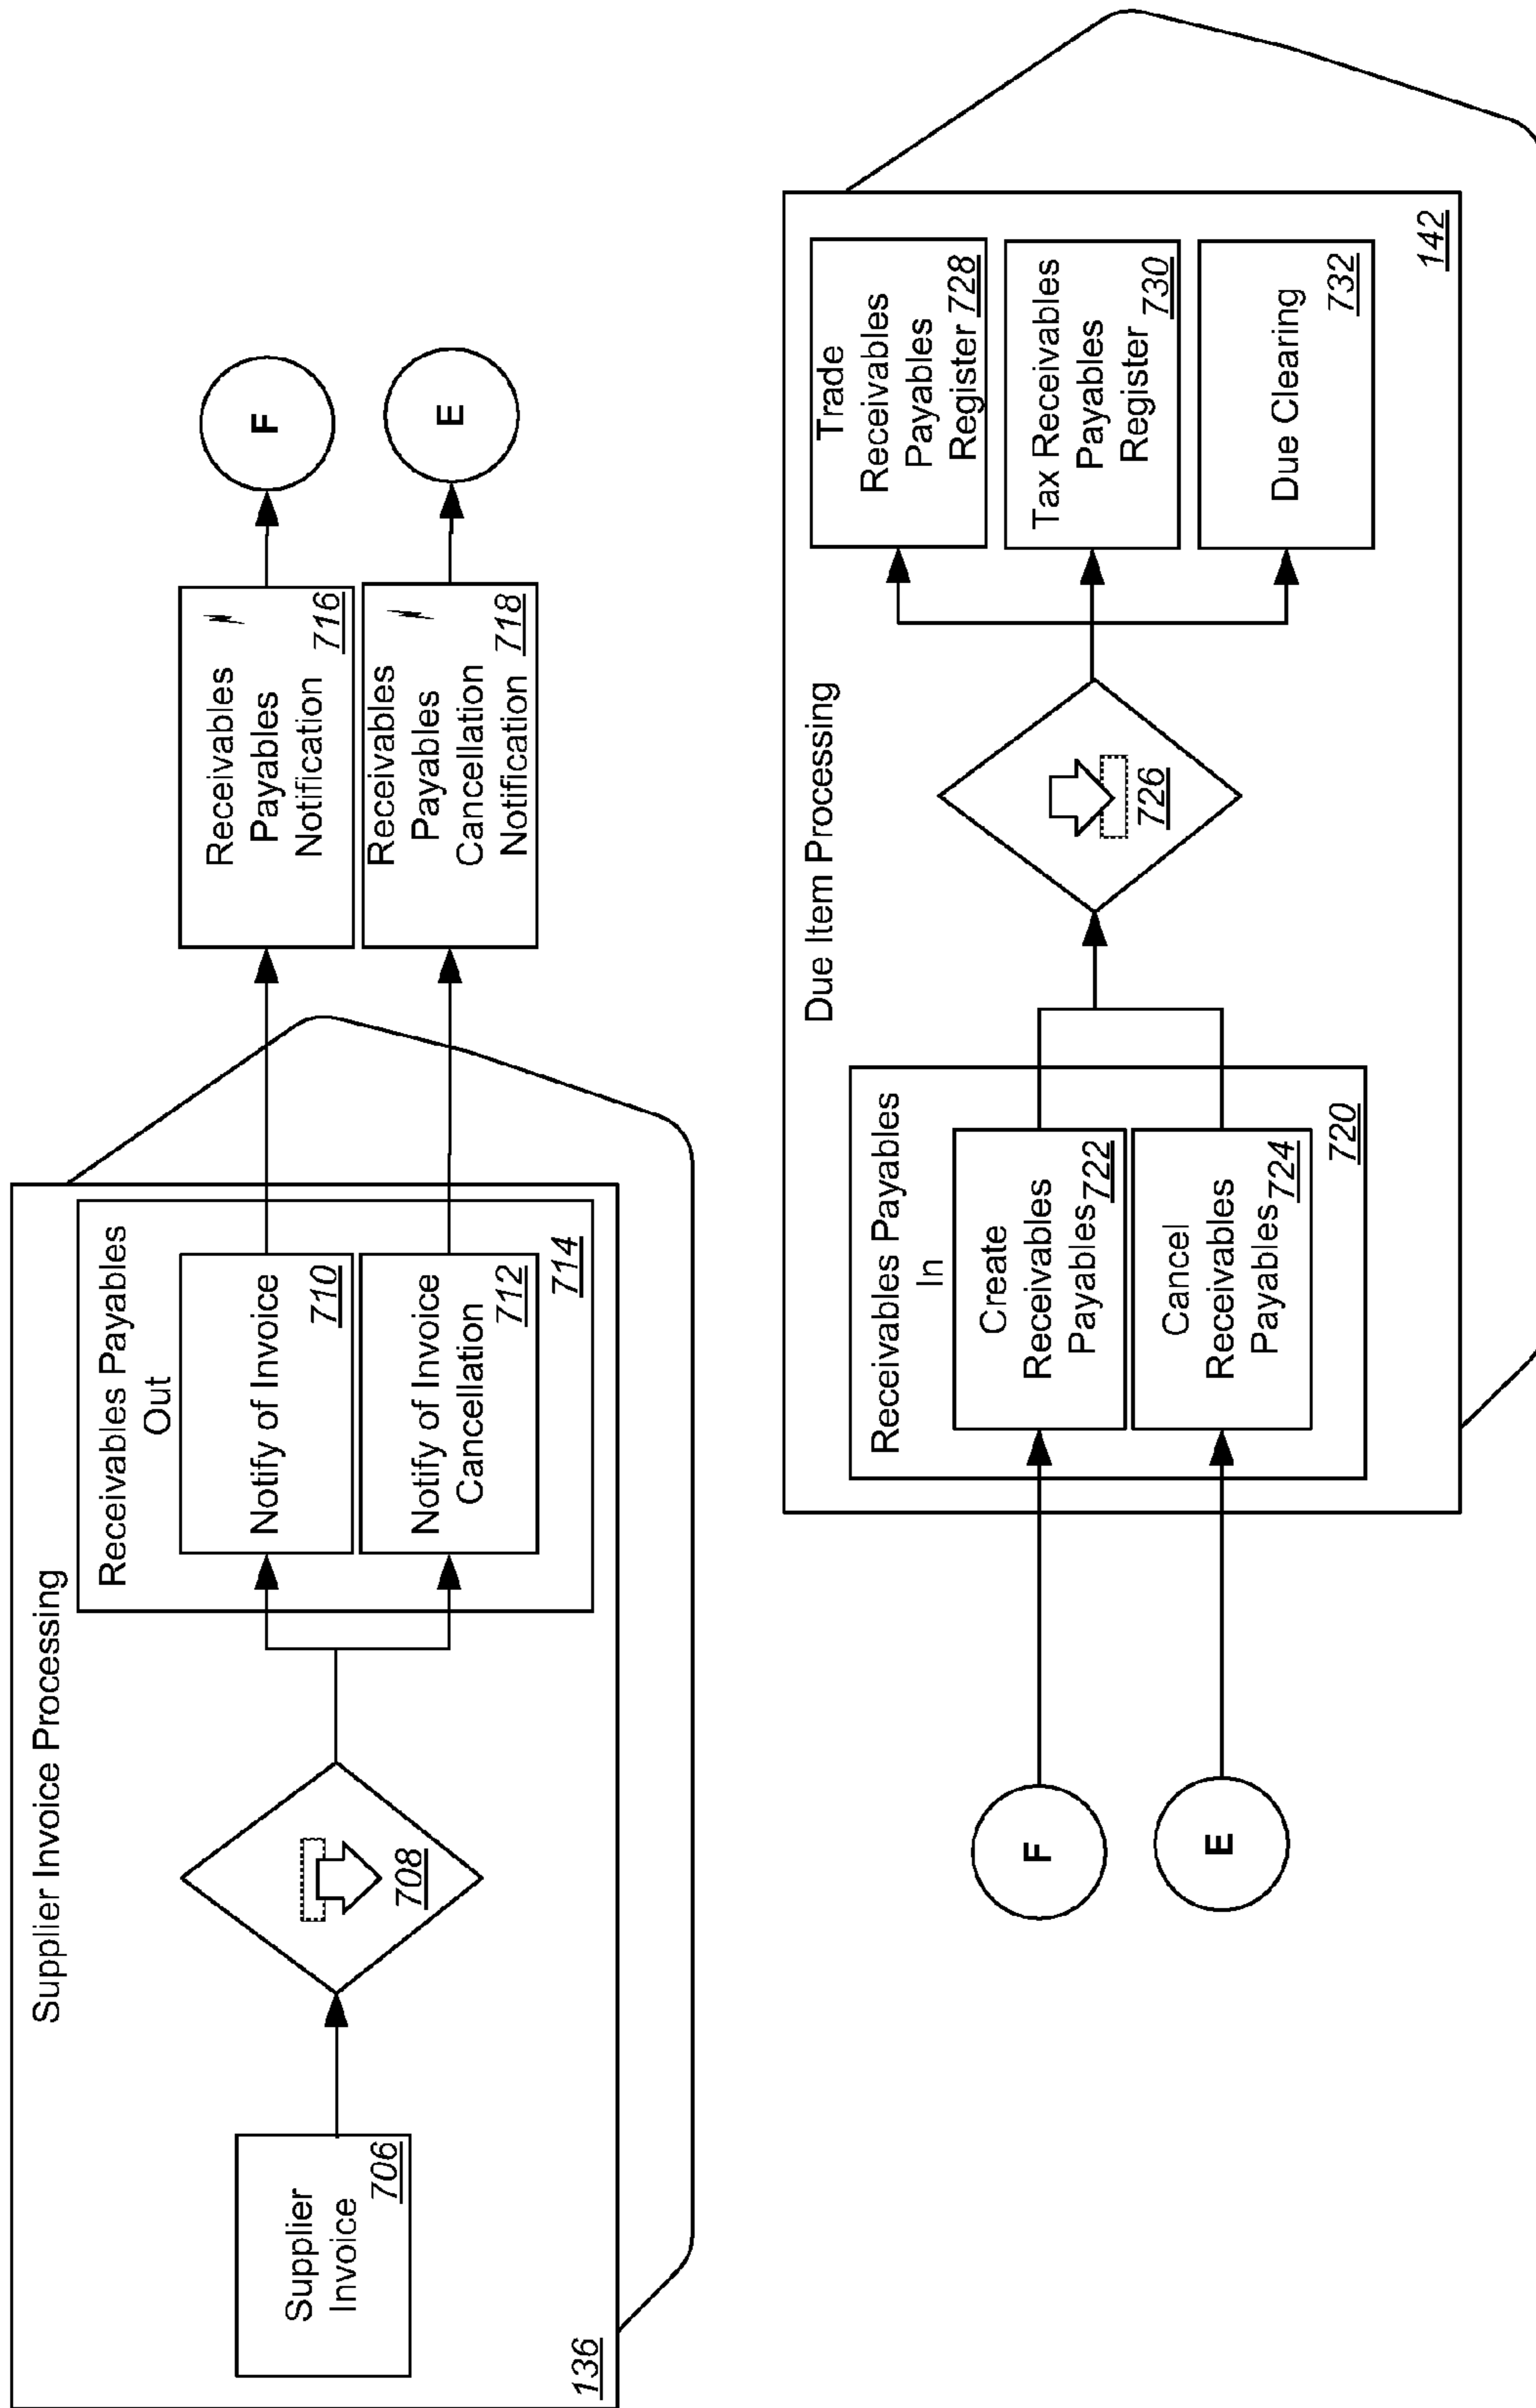 Supplier Invoice Processing
Supplier
Invoice
706
708
Receivables Payables
Out
Notify of Invoice
710
Notify of Invoice
Cancellation
712
714
136
Receivables
Payables
Notification
716
Receivables
Payables
Cancellation
Notification
718
F
E
F
E
Due Item Processing
Receivables Payables
In
Create
Receivables
Payables 722
Cancel
Receivables
Payables 724
720
726
Trade
Receivables
Payables
Register 728
Tax Receivables
Payables
Register
730
Due Clearing
732
142